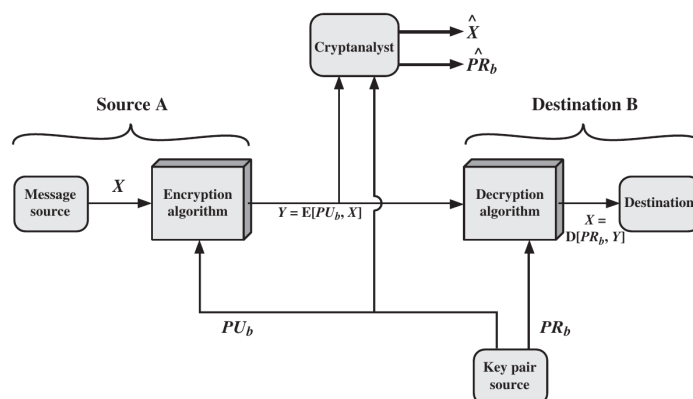 Cryptanalyst
X̂
P̂R_b
Source A
Destination B
Message
source
X
Encryption
algorithm
Y = E[PU_b, X]
Decryption
algorithm
X =
D[PR_b, Y]
Destination
PU_b
PR_b
Key pair
source